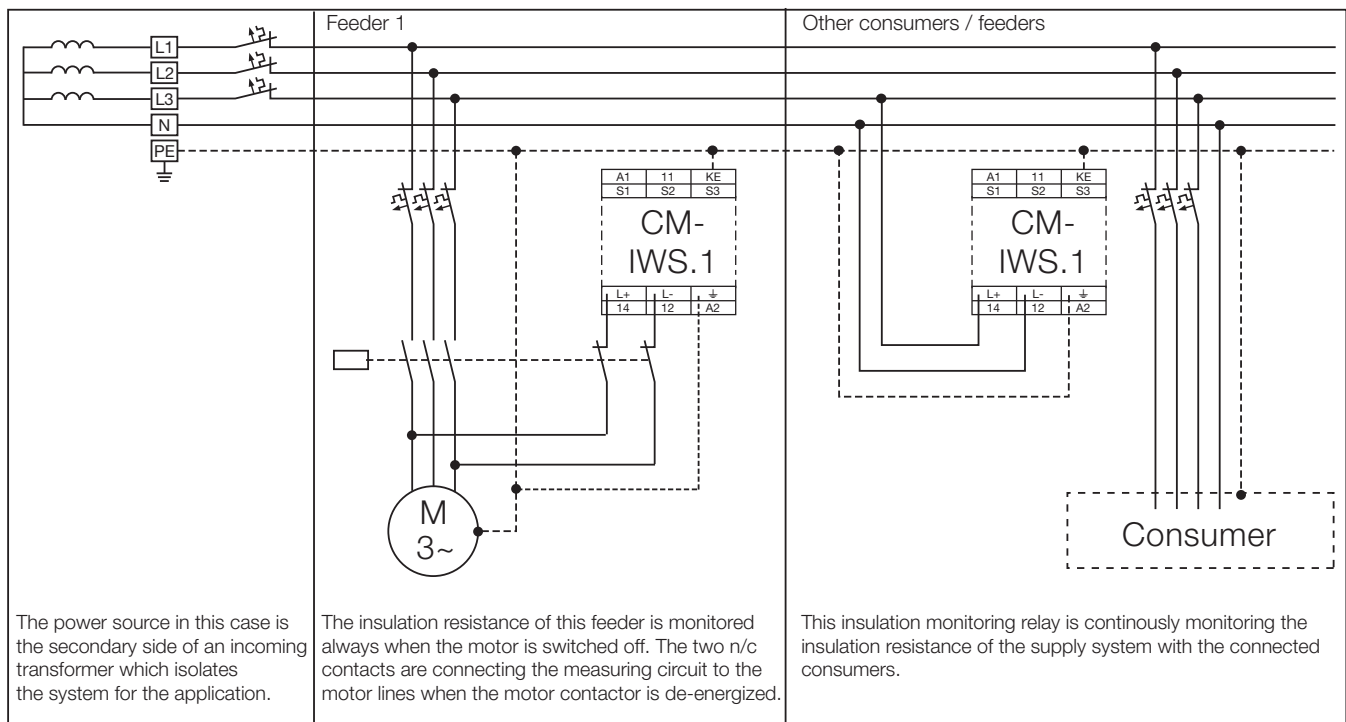 Feeder 1
Other consumers / feeders
L1
L2
L3
N
PE
A1 11 KE
S1 S2 S3
CM-
IWS.1
L+ L- ⏚
14 12 A2
A1 11 KE
S1 S2 S3
CM-
IWS.1
L+ L- ⏚
14 12 A2
M
3~
Consumer
The power source in this case is
the secondary side of an incoming
transformer which isolates
the system for the application.
The insulation resistance of this feeder is monitored
always when the motor is switched off. The two n/c
contacts are connecting the measuring circuit to the
motor lines when the motor contactor is de-energized.
This insulation monitoring relay is continously monitoring the
insulation resistance of the supply system with the connected
consumers.